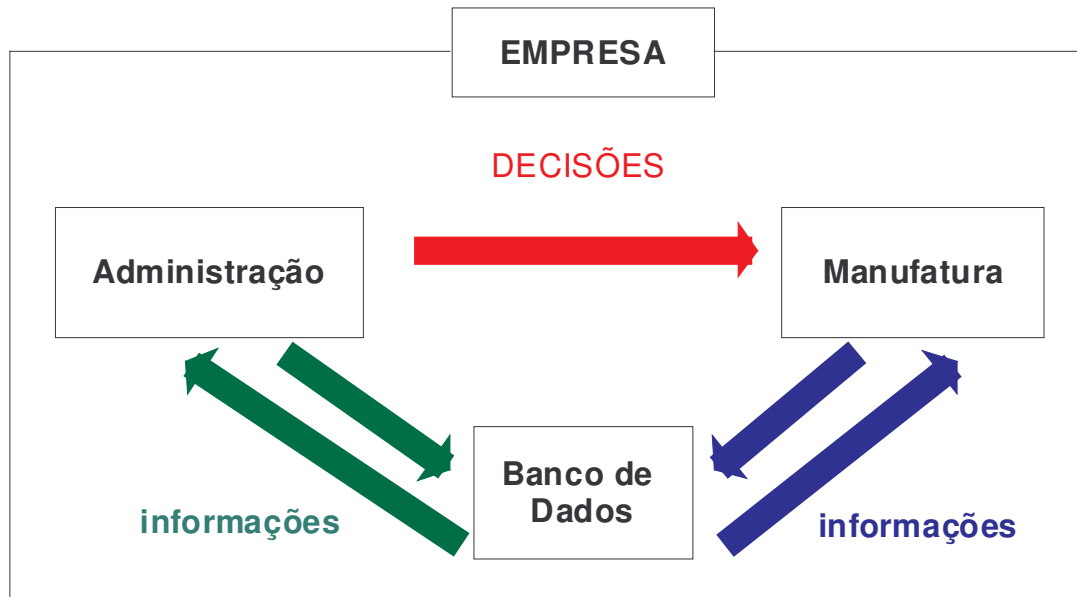 EMPRESA
DECISÕES
Administração
Manufatura
Banco de
Dados
informações
informações